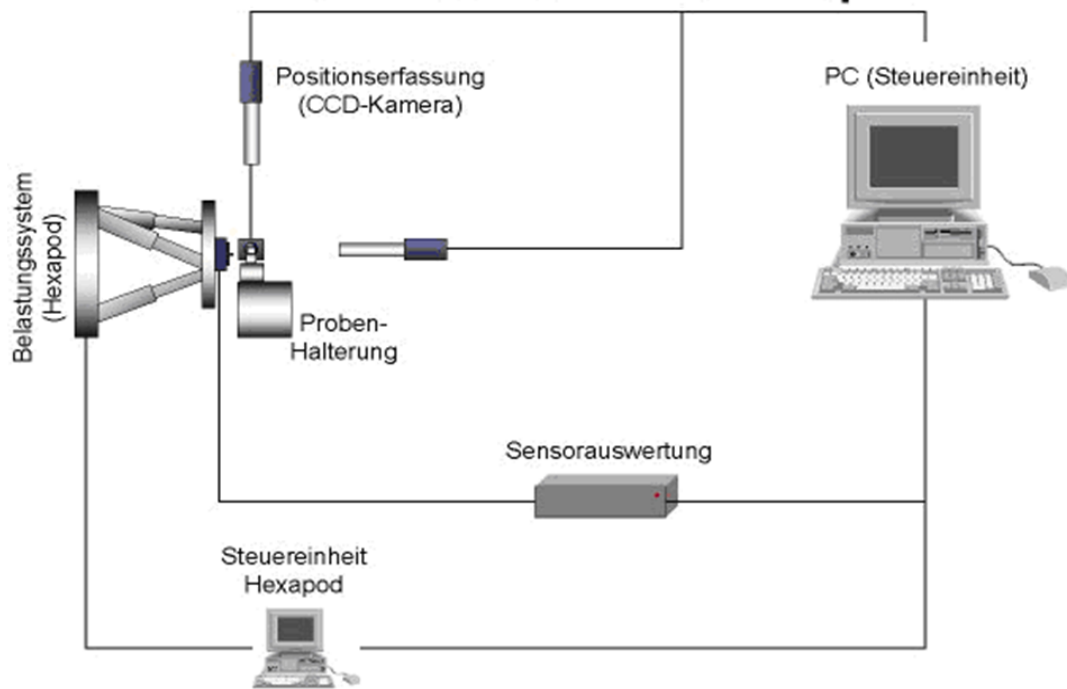 Positionserfassung
(CCD-Kamera)
PC (Steuereinheit)
Belastungssystem
(Hexapod)
Proben-
Halterung
Sensorauswertung
Steuereinheit
Hexapod